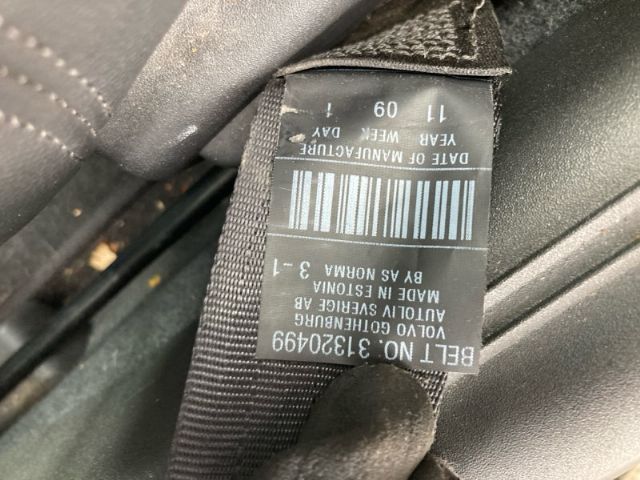 BELT NO. 31320499
VOLVO GOTHENBURG
AUTOLIV SVERIGE AB
MADE IN ESTONIA
BY AS NORMA 3-1
DATE OF MANUFACTURE
YEAR WEEK DAY
11 09 1